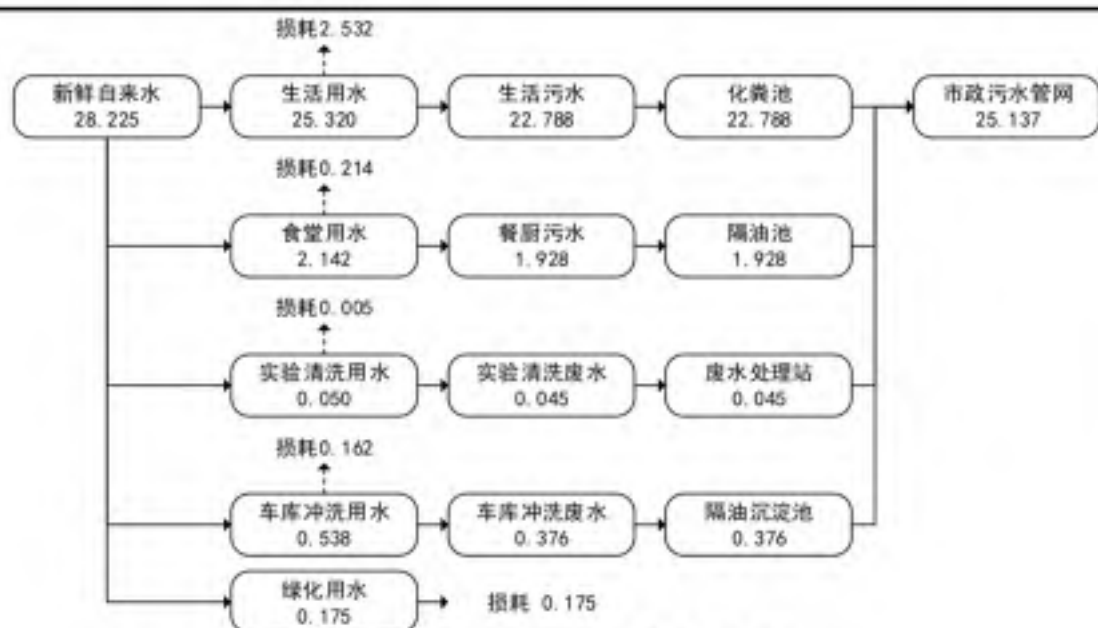 损耗2.532
新鲜自来水
28.225
生活用水
25.320
生活污水
22.788
化粪池
22.788
市政污水管网
25.137
损耗0.214
食堂用水
2.142
餐厨污水
1.928
隔油池
1.928
损耗0.005
实验清洗用水
0.050
实验清洗废水
0.045
废水处理站
0.045
损耗0.162
车库冲洗用水
0.538
车库冲洗废水
0.376
隔油沉淀池
0.376
绿化用水
0.175
损耗 0.175